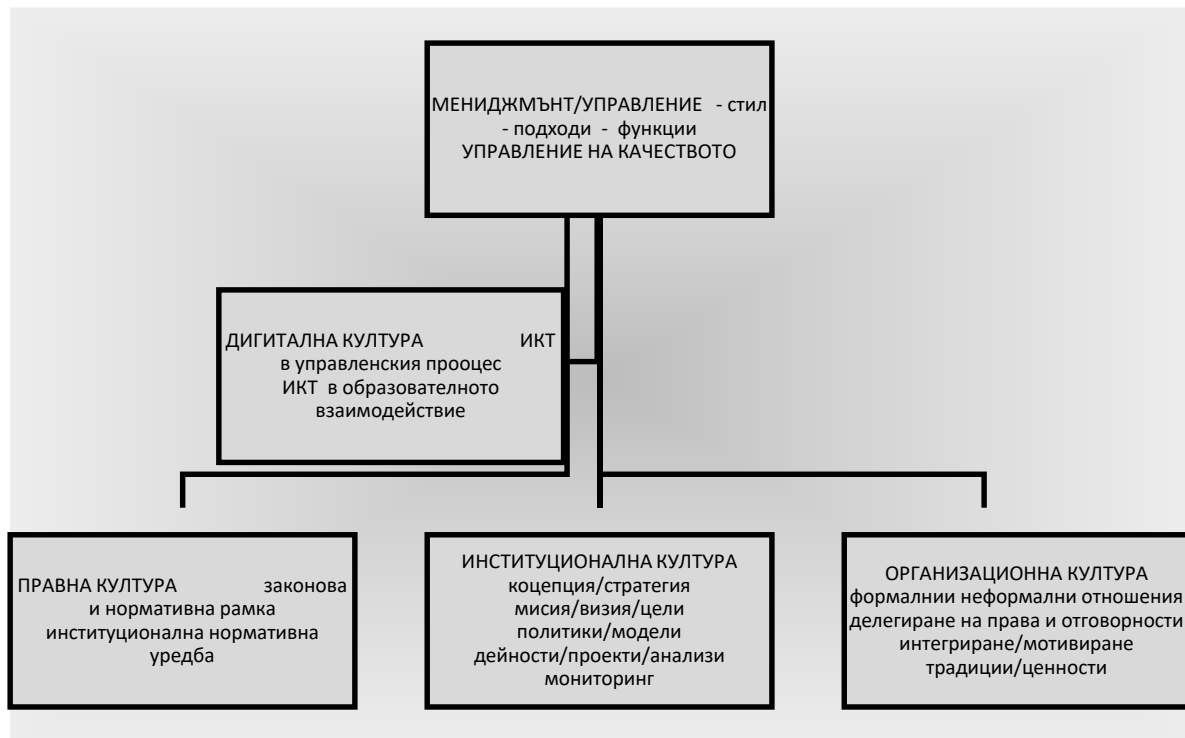 МЕНИДЖМЪНТ/УПРАВЛЕНИЕ - стил
- подходи - функции
УПРАВЛЕНИЕ НА КАЧЕСТВОТО
ДИГИТАЛНА КУЛТУРА ИКТ
в управленския прооцес
ИКТ в образователното
взаимодействие
ПРАВНА КУЛТУРА законова
и нормативна рамка
институционална нормативна
уредба
ИНСТИТУЦИОНАЛНА КУЛТУРА
коцепция/стратегия
мисия/визия/цели
политики/модели
дейности/проекти/анализи
мониторинг
ОРГАНИЗАЦИОННА КУЛТУРА
формалнии неформални отношения
делегиране на права и отговорности
интегриране/мотивиране
традиции/ценности